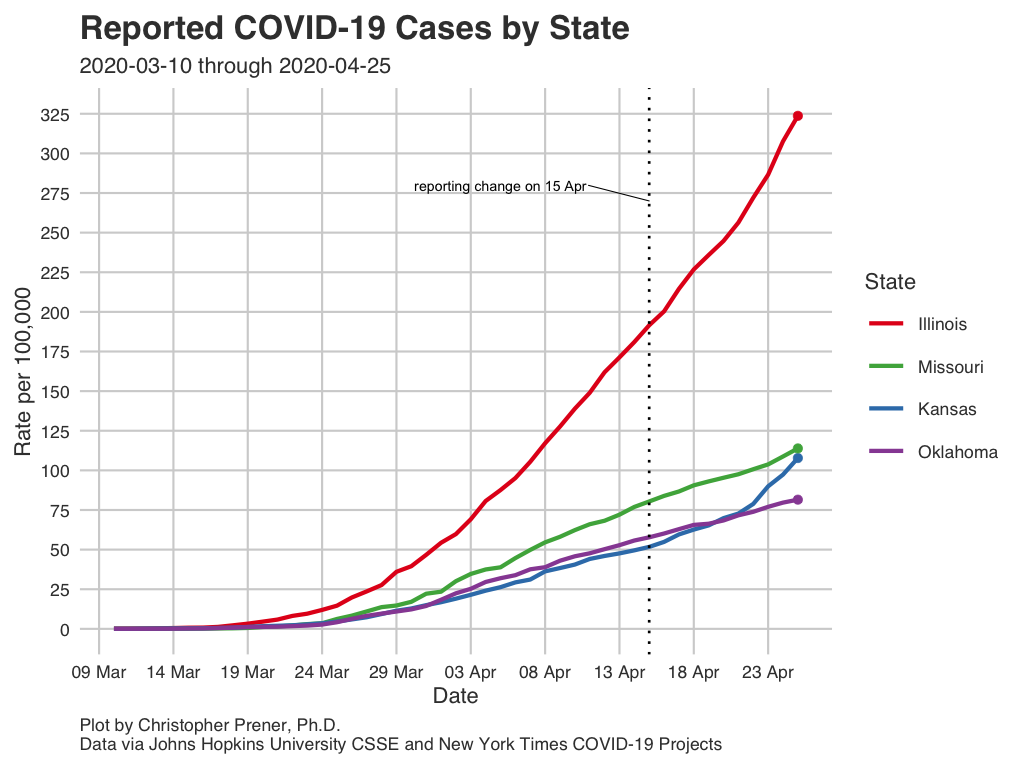 Reported COVID-19 Cases by State
2020-03-10 through 2020-04-25
Rate per 100,000
325
300
275
250
225
200
175
150
125
100
75
50
25
0
reporting change on 15 Apr
09 Mar 14 Mar 19 Mar 24 Mar 29 Mar 03 Apr 08 Apr 13 Apr 18 Apr 23 Apr
Date
State
Illinois
Missouri
Kansas
Oklahoma
Plot by Christopher Prener, Ph.D.
Data via Johns Hopkins University CSSE and New York Times COVID-19 Projects